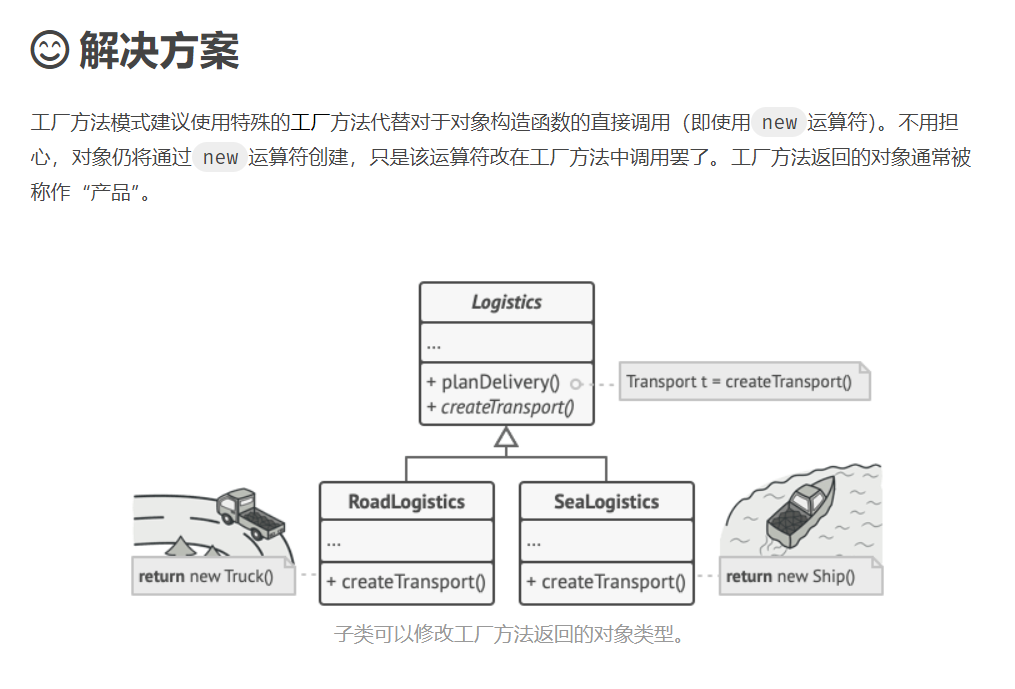 解决方案
工厂方法模式建议使用特殊的工厂方法代替对于对象构造函数的直接调用（即使用 new 运算符）。不用担
心，对象仍将通过 new 运算符创建，只是该运算符改在工厂方法中调用罢了。工厂方法返回的对象通常被
称作“产品”。
Logistics
...
+ planDelivery()
Transport t = createTransport()
+ createTransport()
RoadLogistics
...
+ createTransport()
return new Truck()
SeaLogistics
...
+ createTransport()
return new Ship()
子类可以修改工厂方法返回的对象类型。